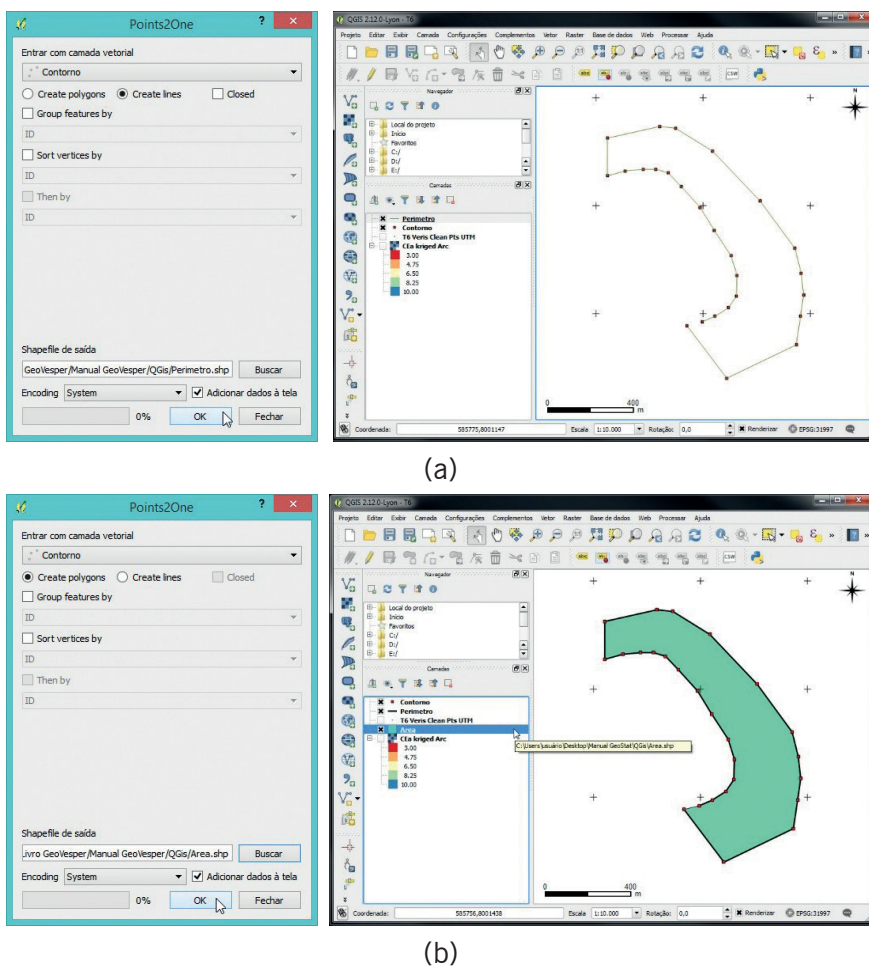 Points2One
?
×
Entrar com camada vetorial
Contorno
Create polygons
Create lines
Closed
Group features by
ID
Sort vertices by
ID
Then by
ID
Shapefile de saída
GeoVesper/Manual GeoVesper/QGis/Perimetro.shp
Buscar
Encoding
System
Adicionar dados à tela
0%
OK
Fechar
QGIS 2.12.0-Lyon - T6
Projeto Editar Exibir Camada Configurações Complementos Vetor Raster Base de dados Web Processar Ajuda
Navegador
Local do projeto
Início
Favoritos
C:/
D:/
E:/
Camadas
Perimetro
Contorno
T6 Veris Clean Pts UTM
CEa kriged Arc
3.00
4.75
6.50
8.25
10.00
N
0
400
m
Coordenada:
585775,8001147
Escala
1:10.000
Rotação:
0,0
Renderizar
EPSG:31997
(a)
Points2One
?
×
Entrar com camada vetorial
Contorno
Create polygons
Create lines
Closed
Group features by
ID
Sort vertices by
ID
Then by
ID
Shapefile de saída
.ivro GeoVesper/Manual GeoVesper/QGis/Area.shp
Buscar
Encoding
System
Adicionar dados à tela
0%
OK
Fechar
QGIS 2.12.0-Lyon - T6
Projeto Editar Exibir Camada Configurações Complementos Vetor Raster Base de dados Web Processar Ajuda
Navegador
Local do projeto
Início
Favoritos
C:/
D:/
E:/
Camadas
Contorno
Perimetro
T6 Veris Clean Pts UTM
Area
CEa kriged Arc
3.00
4.75
6.50
8.25
10.00
C:\Users\usuário\Desktop\Manual GeoStat\QGis\Area.shp
N
0
400
m
Coordenada:
585756,8001438
Escala
1:10.000
Rotação:
0,0
Renderizar
EPSG:31997
(b)